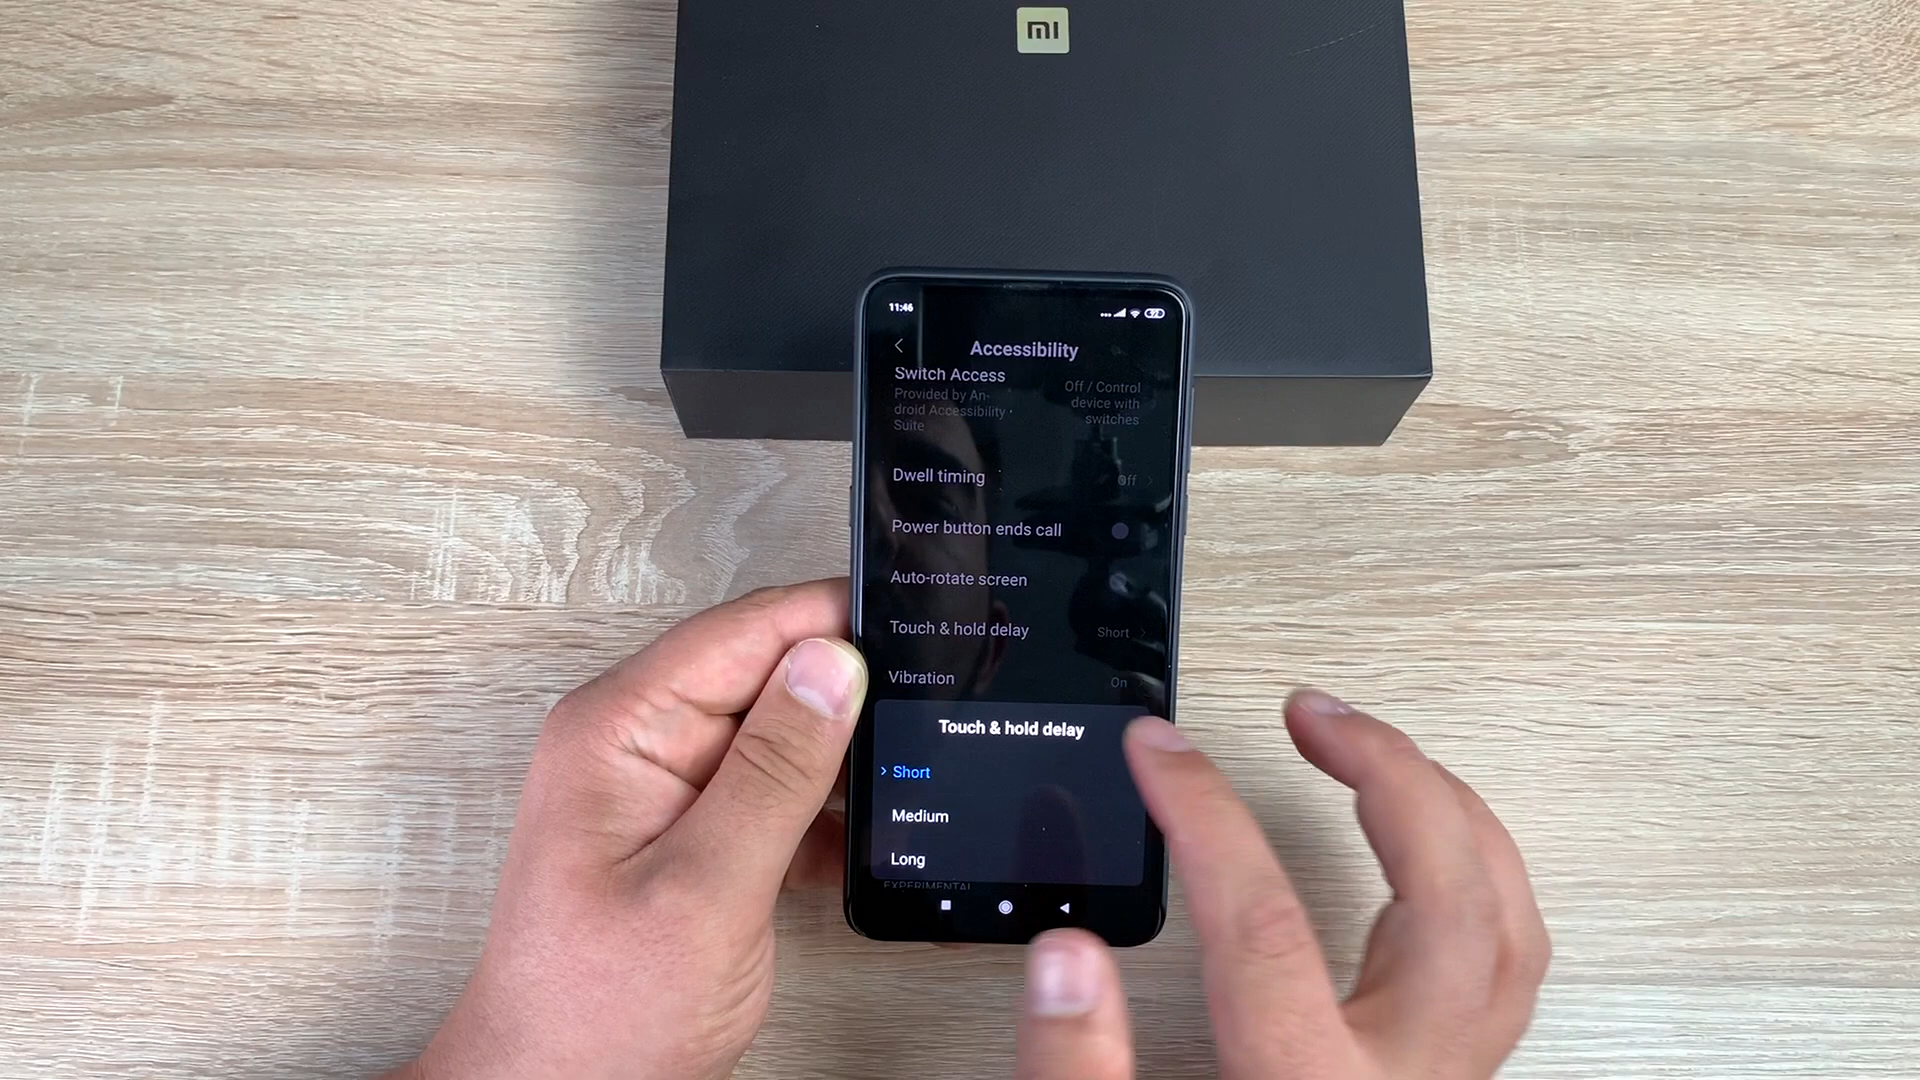 mi
11:46
Accessibility
Switch Access
Provided by An-
droid Accessibility
Suite
Off / Control
device with
switches
Dwell timing
Off
Power button ends call
Auto-rotate screen
Touch & hold delay
Short
Vibration
On
Touch & hold delay
Short
Medium
Long
EXPERIMENTAL